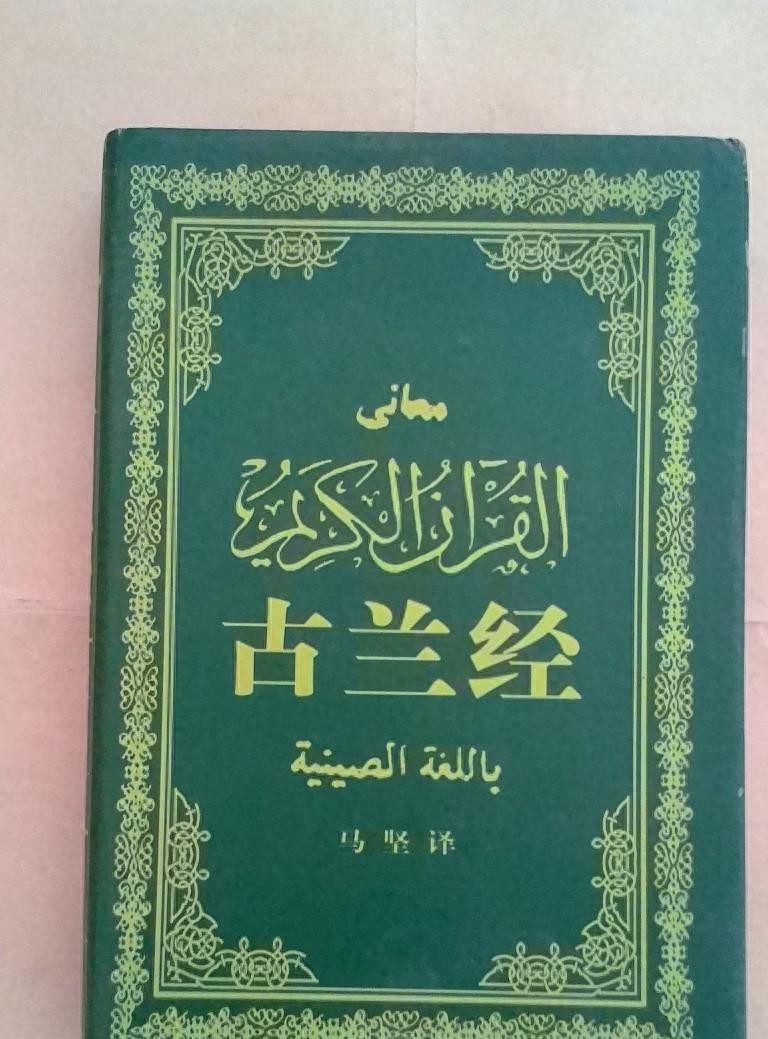 معاني
القرآن الكريم
古兰经
باللغة الصينية
马坚译